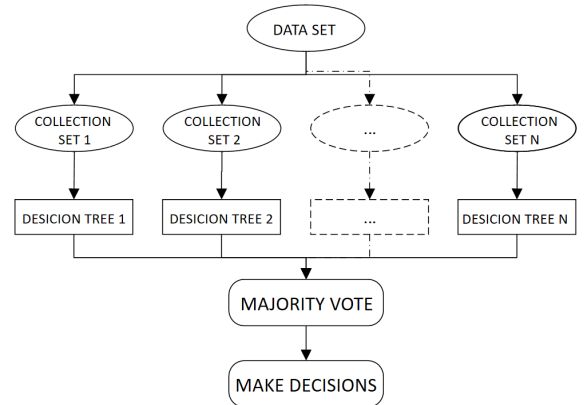 DATA SET
COLLECTION
SET 1
COLLECTION
SET 2
...
COLLECTION
SET N
DESICION TREE 1
DESICION TREE 2
...
DESICION TREE N
MAJORITY VOTE
MAKE DECISIONS